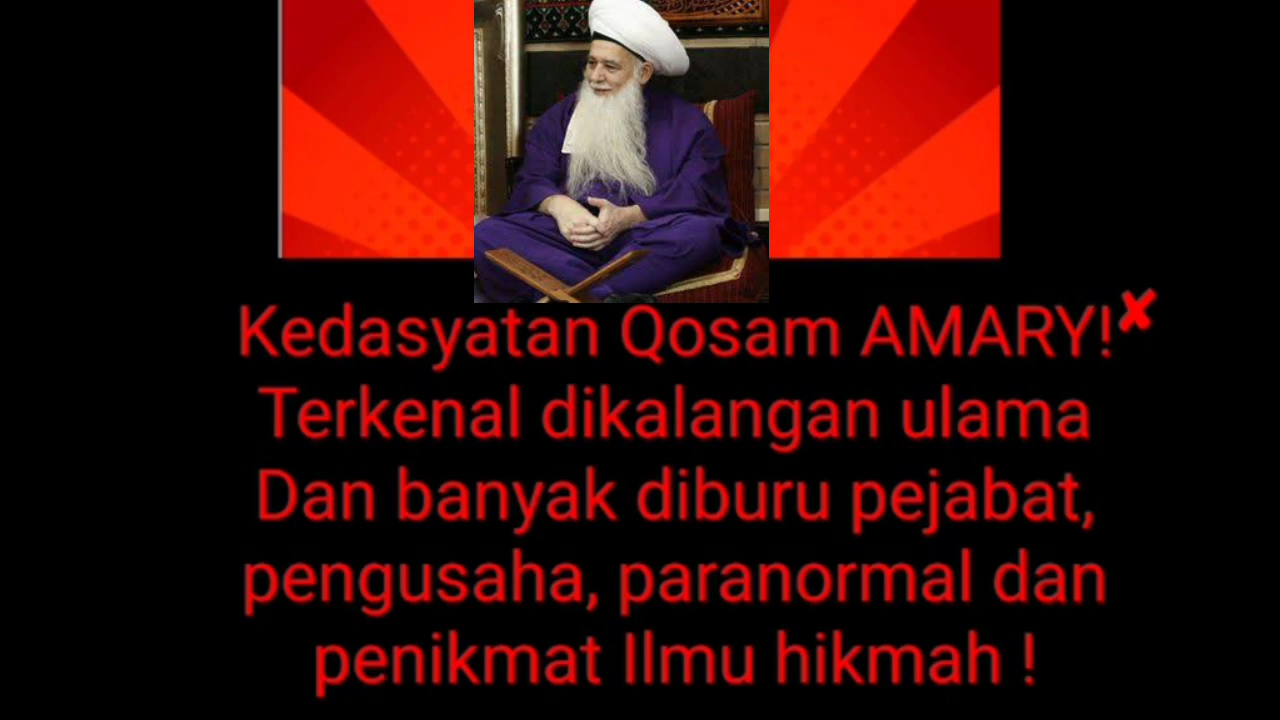 Kedasyatan Qosam AMARY!✘
Terkenal dikalangan ulama
Dan banyak diburu pejabat,
pengusaha, paranormal dan
penikmat Ilmu hikmah !